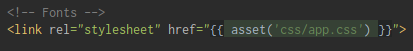 <!-- Fonts -->
<link rel="stylesheet" href="{{ asset('css/app.css') }}">